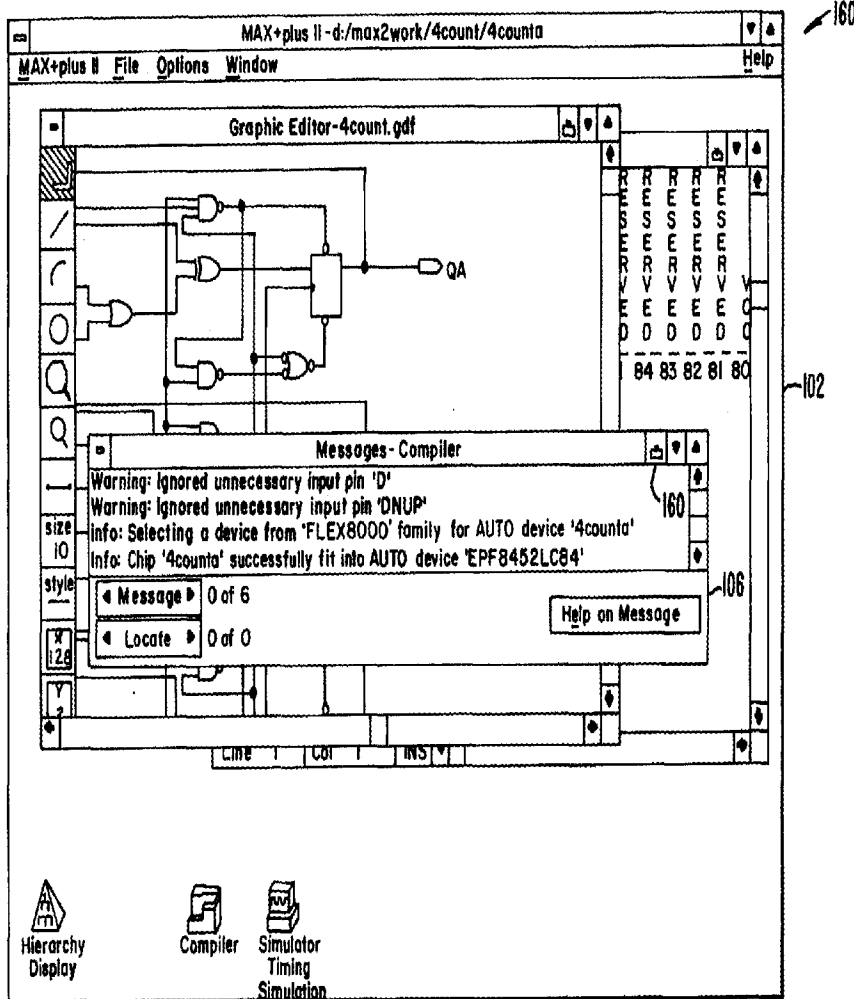 160
MAX+plus II - d:/max2work/4count/4counta
MAX+plus II File Options Window Help
Graphic Editor-4count.gdf
QA
RESERVED RESERVED RESERVED RESERVED RESERVED
84 83 82 81 80
102
Messages- Compiler
Warning: Ignored unnecessary input pin 'D'
Warning: Ignored unnecessary input pin 'DNUP'
info: Selecting a device from 'FLEX8000' family for AUTO device '4counta'
Info: Chip '4counta' successfully fit into AUTO device 'EPF8452LC84'
160
size
10
style
Message 0 of 6
Help on Message
106
Locate 0 of 0
X
128
Y
Line 1 Col 1 INS
Hierarchy
Display
Compiler
Simulator
Timing
Simulation